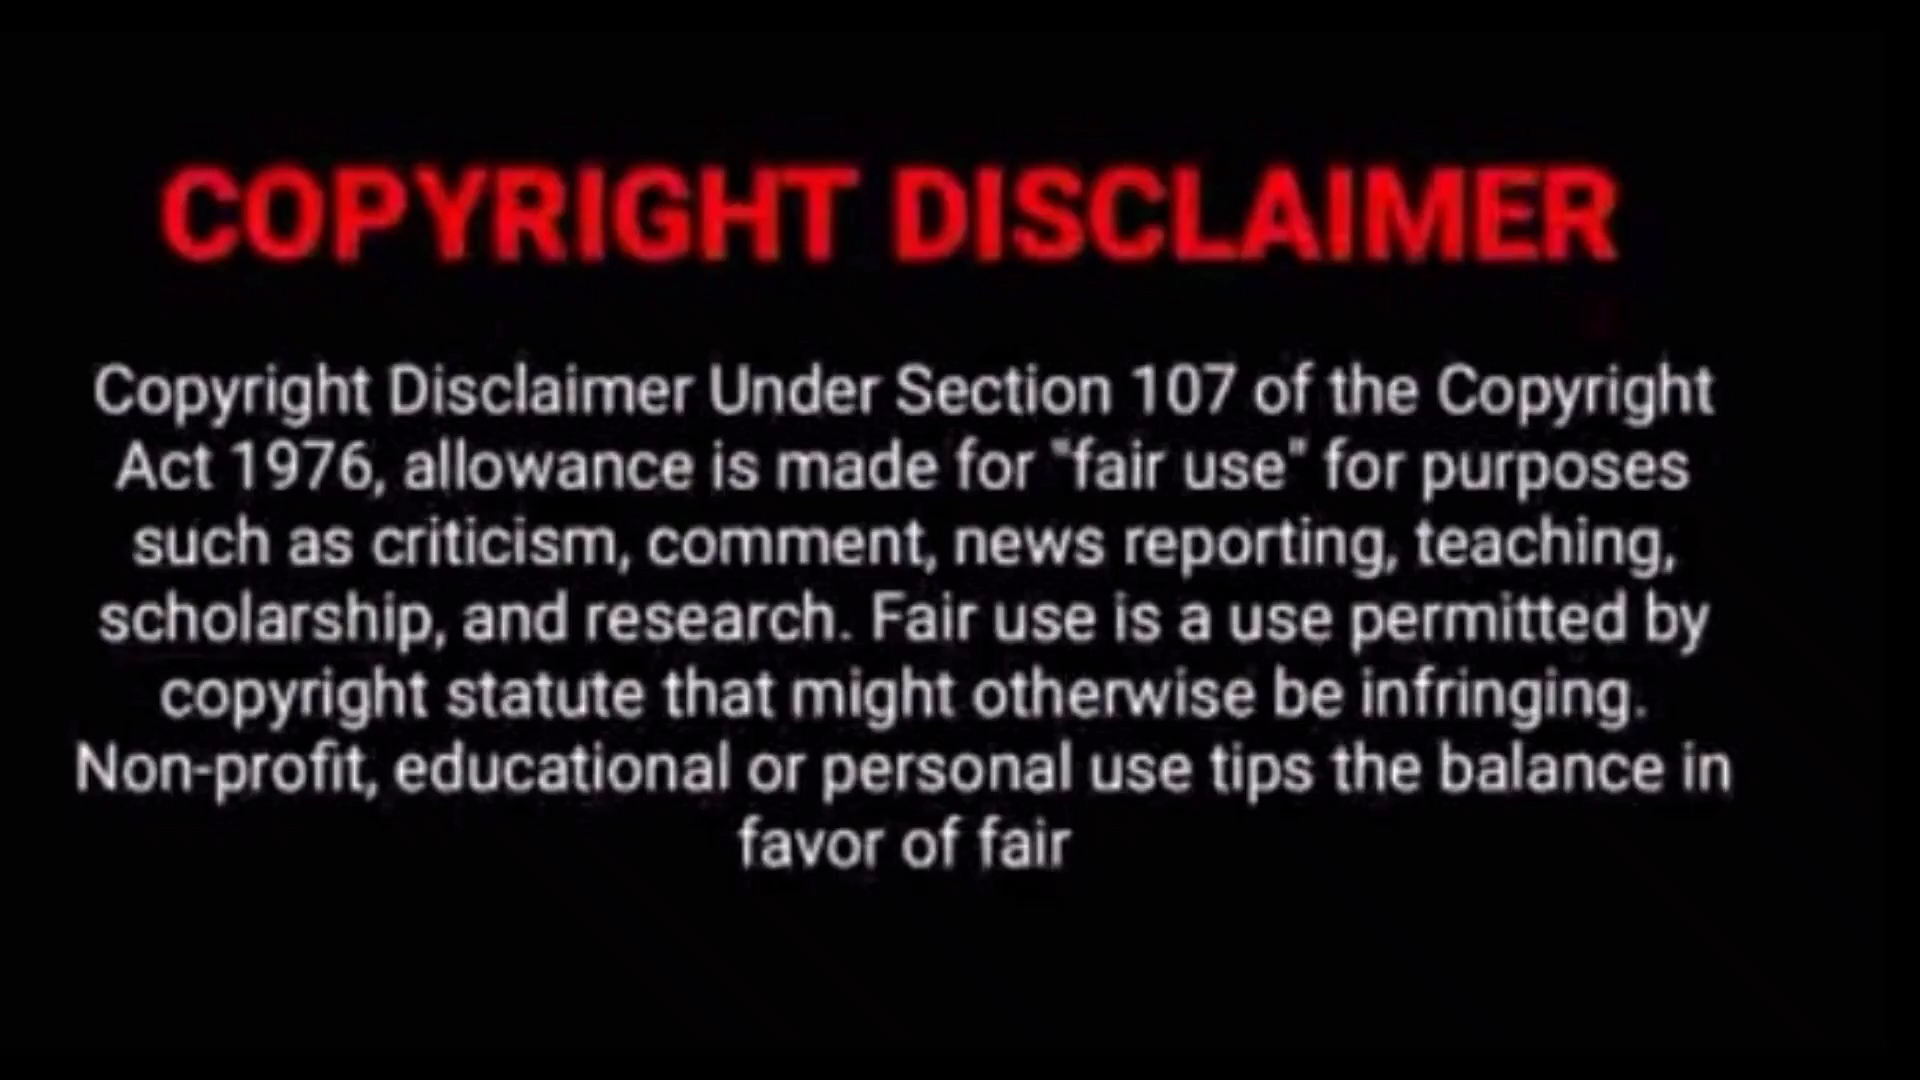 COPYRIGHT DISCLAIMER
Copyright Disclaimer Under Section 107 of the Copyright
Act 1976, allowance is made for "fair use" for purposes
such as criticism, comment, news reporting, teaching,
scholarship, and research. Fair use is a use permitted by
copyright statute that might otherwise be infringing.
Non-profit, educational or personal use tips the balance in
favor of fair